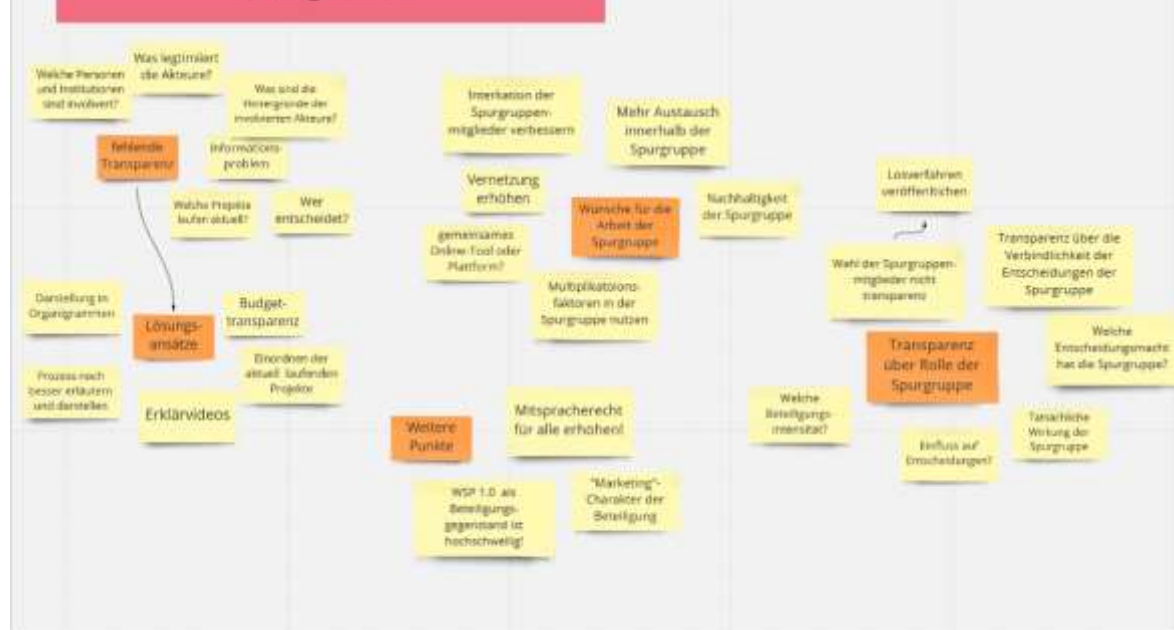 Was legtimiert
die Akteure?
Welche Personen
und Institutionen
sind involviert?
Was sind die
Hintergründe der
involvierten Akteure?
fehlende
Transparenz
Informations-
problem
Welche Projekte
laufen aktuell?
Wer
entscheidet?
Darstellung in
Organigrammen
Lösungs-
ansätze
Budget-
transparenz
Einordnen der
aktuell laufenden
Projekte
Prozess noch
besser erläutern
und darstellen
Erklärvideos
Interkation der
Spurgruppen-
mitglieder verbessern
Mehr Austausch
innerhalb der
Spurgruppe
Vernetzung
erhöhen
Wünsche für die
Arbeit der
Spurgruppe
Nachhaltigkeit
der Spurgruppe
gemeinsames
Online-Tool oder
Plattform?
Multiplikatoions-
faktoren in der
Spurgruppe nutzen
Weitere
Punkte
Mitspracherecht
für alle erhöhen!
WSP 1.0 als
Beteiligungs-
gegenstand ist
hochschwellig!
"Marketing"-
Charakter der
Beteiligung
Losverfahren
veröffentlichen
Wahl der Spurgruppen-
mitglieder nicht
transparent
Transparenz über die
Verbindlichkeit der
Entscheidungen der
Spurgruppe
Transparenz
über Rolle der
Spurgruppe
Welche
Entscheidungsmacht
hat die Spurgruppe?
Welche
Beteiligungs-
intensität?
Einfluss auf
Entscheidungen?
Tatsächliche
Wirkung der
Spurgruppe